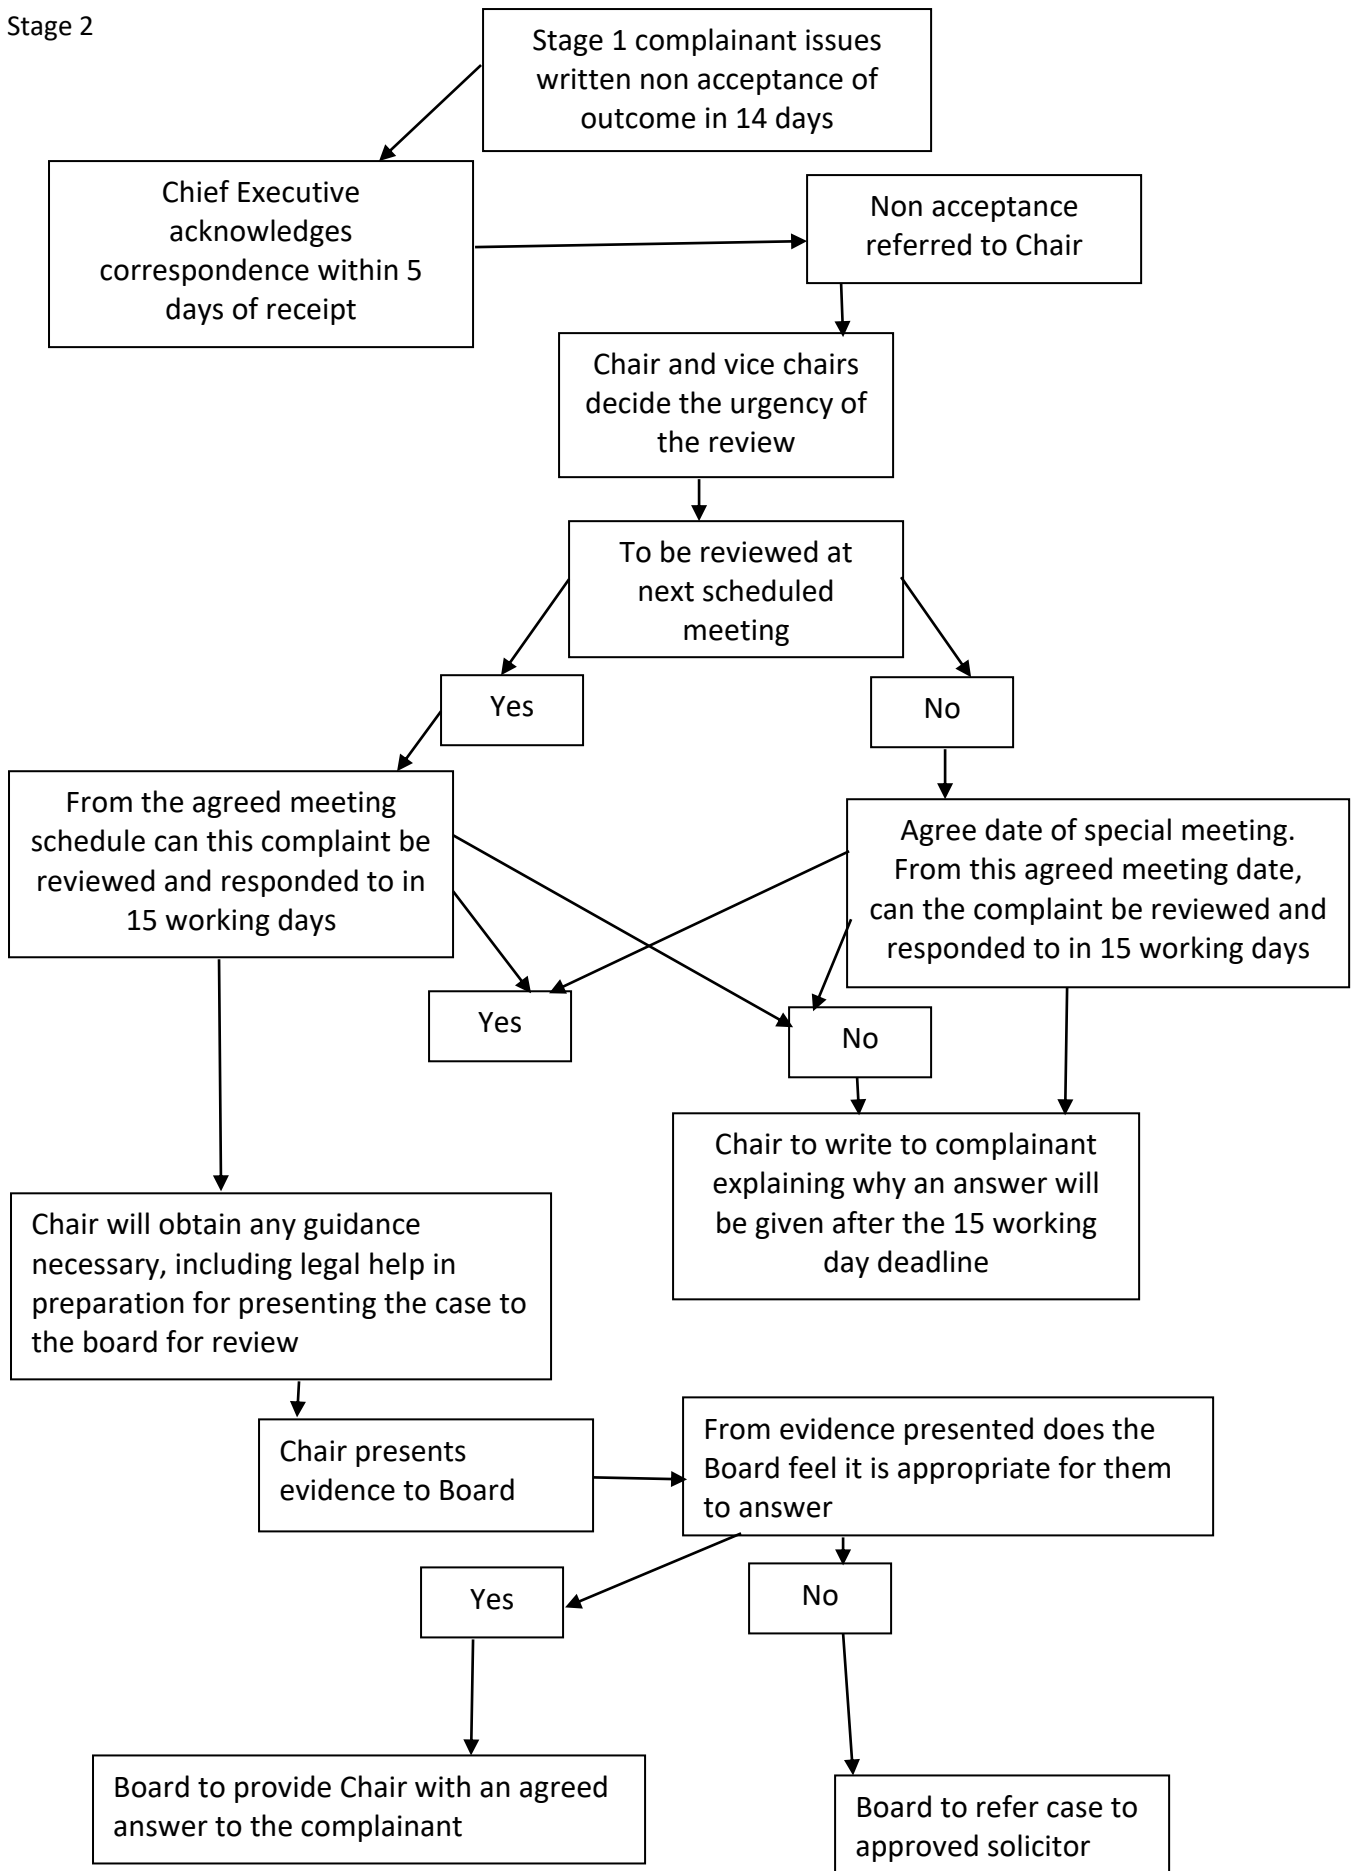 Stage 2
Stage 1 complainant issues
written non acceptance of
outcome in 14 days
Chief Executive
acknowledges
correspondence within 5
days of receipt
Non acceptance
referred to Chair
Chair and vice chairs
decide the urgency of
the review
To be reviewed at
next scheduled
meeting
Yes
No
From the agreed meeting
schedule can this complaint be
reviewed and responded to in
15 working days
Agree date of special meeting.
From this agreed meeting date,
can the complaint be reviewed and
responded to in 15 working days
Yes
No
Chair to write to complainant
explaining why an answer will
be given after the 15 working
day deadline
Chair will obtain any guidance
necessary, including legal help in
preparation for presenting the case to
the board for review
Chair presents
evidence to Board
From evidence presented does the
Board feel it is appropriate for them
to answer
Yes
No
Board to provide Chair with an agreed
answer to the complainant
Board to refer case to
approved solicitor